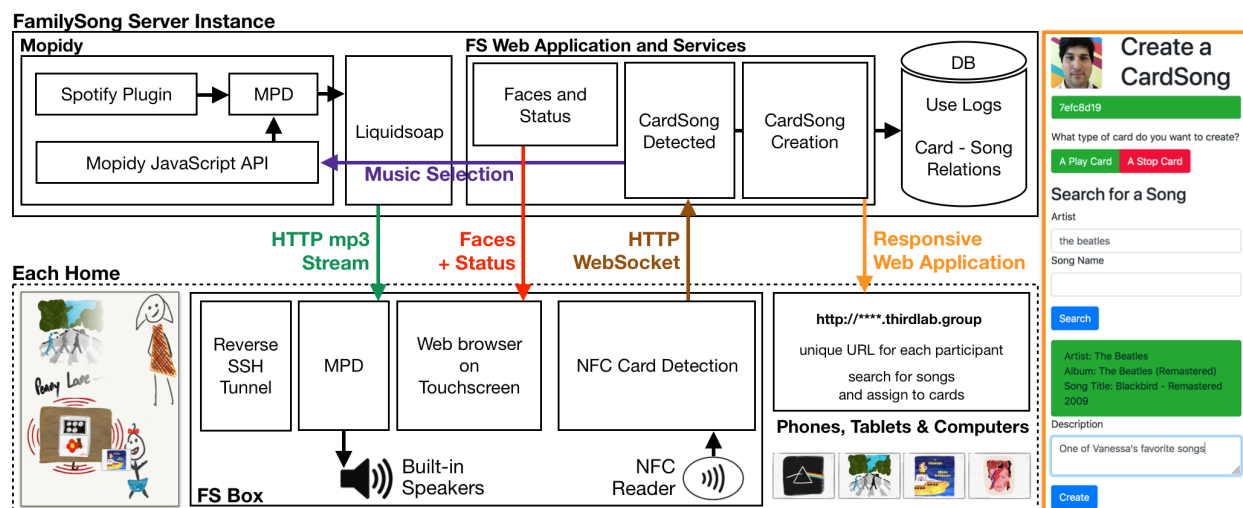 FamilySong Server Instance
Mopidy
Spotify Plugin
MPD
Mopidy JavaScript API
Liquidsoap
FS Web Application and Services
Faces and
Status
CardSong
Detected
CardSong
Creation
DB
Use Logs
Card - Song
Relations
Music Selection
HTTP mp3
Stream
Faces
+ Status
HTTP
WebSocket
Responsive
Web Application
Each Home
Penny Lane ...
Reverse
SSH
Tunnel
MPD
Web browser
on
Touchscreen
NFC Card Detection
Built-in
Speakers
NFC
Reader
FS Box
http://****.thirdlab.group
unique URL for each participant
search for songs
and assign to cards
Phones, Tablets & Computers
Create a
CardSong
7efc8d19
What type of card do you want to create?
A Play Card
A Stop Card
Search for a Song
Artist
the beatles
Song Name
Search
Artist: The Beatles
Album: The Beatles (Remastered)
Song Title: Blackbird - Remastered
2009
Description
One of Vanessa's favorite songs
Create